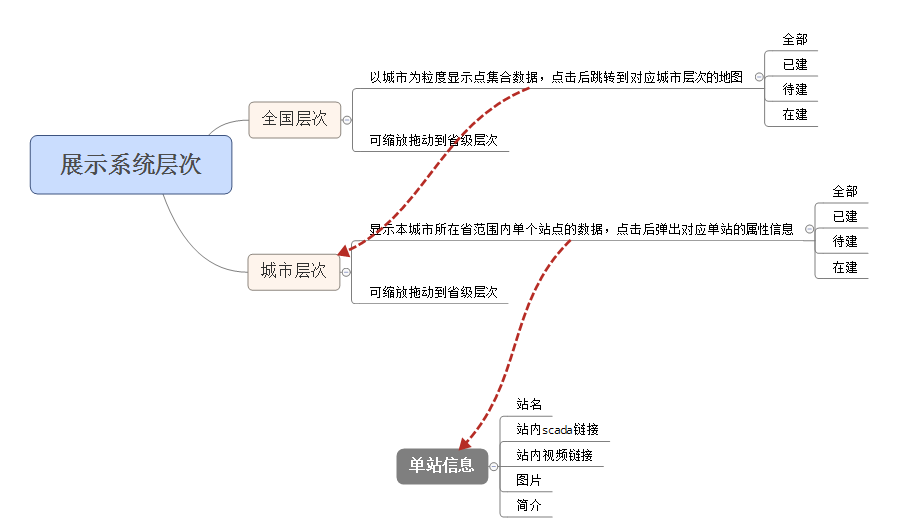 展示系统层次
全国层次
以城市为粒度显示点集合数据，点击后跳转到对应城市层次的地图
全部
已建
待建
在建
可缩放拖动到省级层次
城市层次
显示本城市所在省范围内单个站点的数据，点击后弹出对应单站的属性信息
全部
已建
待建
在建
可缩放拖动到省级层次
单站信息
站名
站内scada链接
站内视频链接
图片
简介